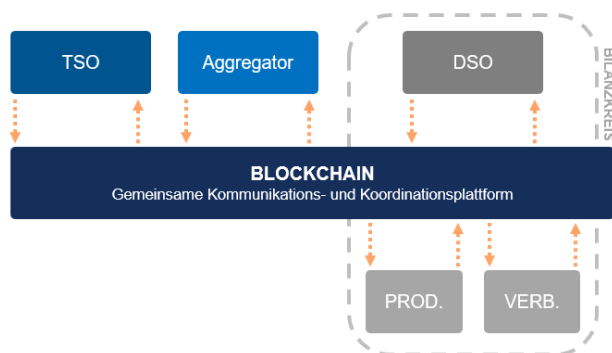 TSO
Aggregator
DSO
BILANZKREIS
BLOCKCHAIN
Gemeinsame Kommunikations- und Koordinationsplattform
PROD.
VERB.